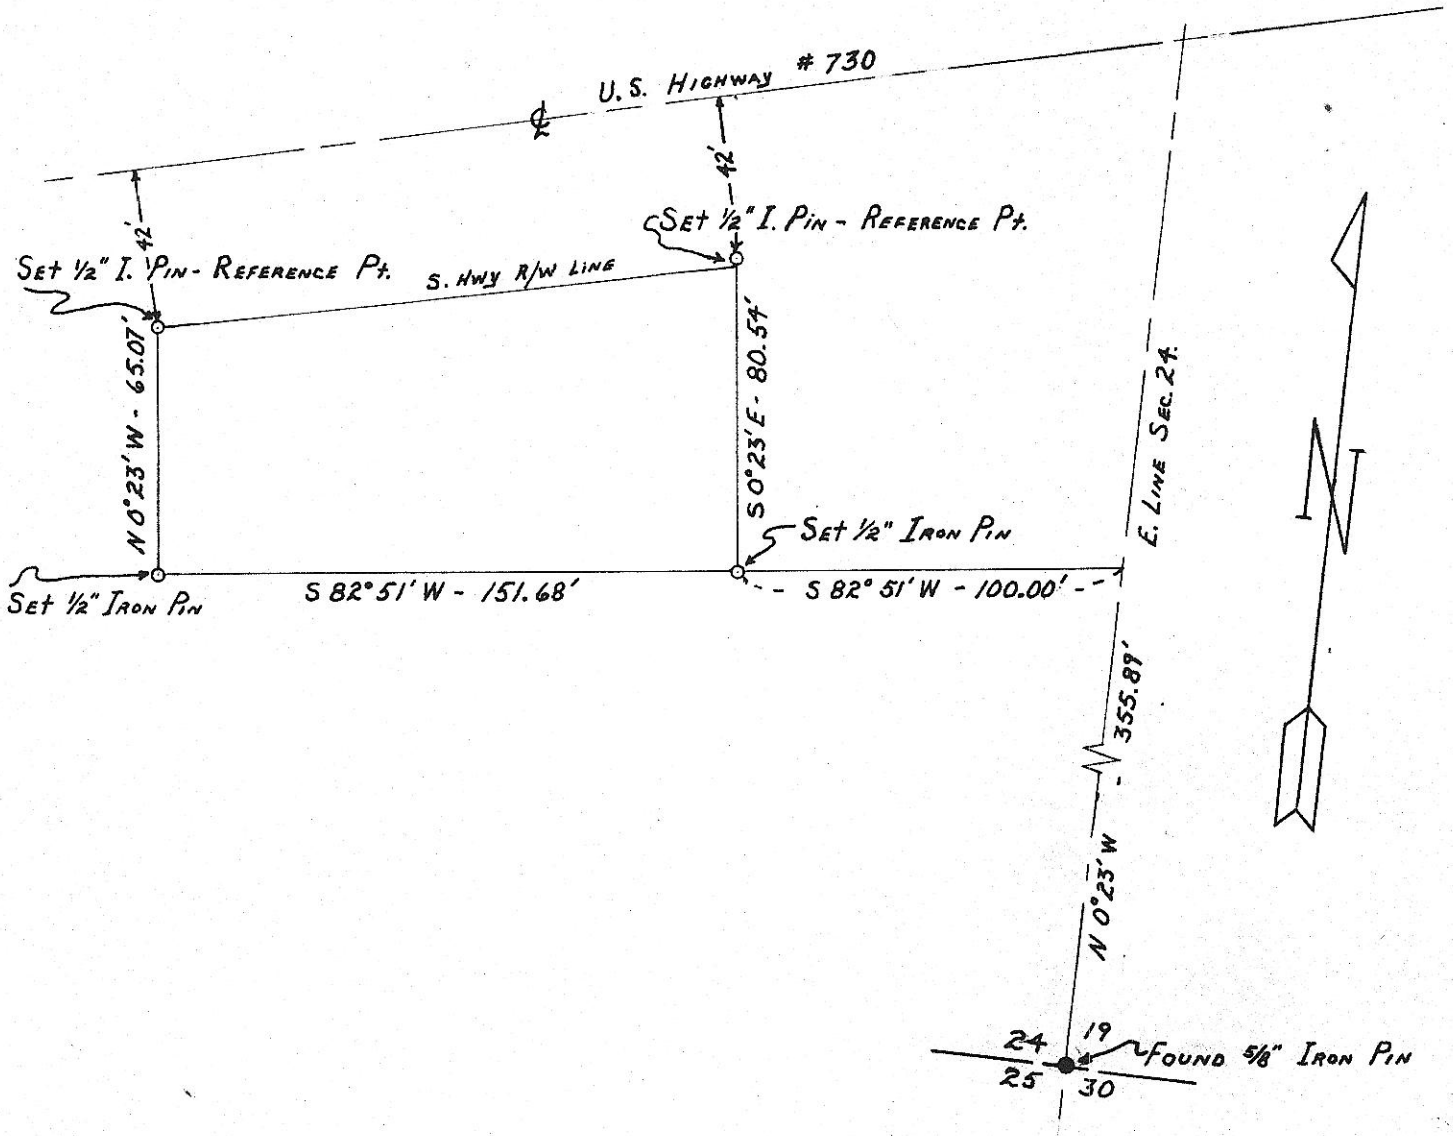 U.S. HIGHWAY # 730
℄
42'
42'
SET 1/2" I. PIN - REFERENCE PT.
SET 1/2" I. PIN - REFERENCE PT.
S. HWY R/W LINE
N 0°23' W - 65.07'
S 0°23' E - 80.54'
E. LINE SEC. 24.
N
SET 1/2" IRON PIN
SET 1/2" IRON PIN
S 82°51' W - 151.68'
S 82°51' W - 100.00'
N 0°23' W - 355.89'
24 19
25 30
FOUND 5/8" IRON PIN